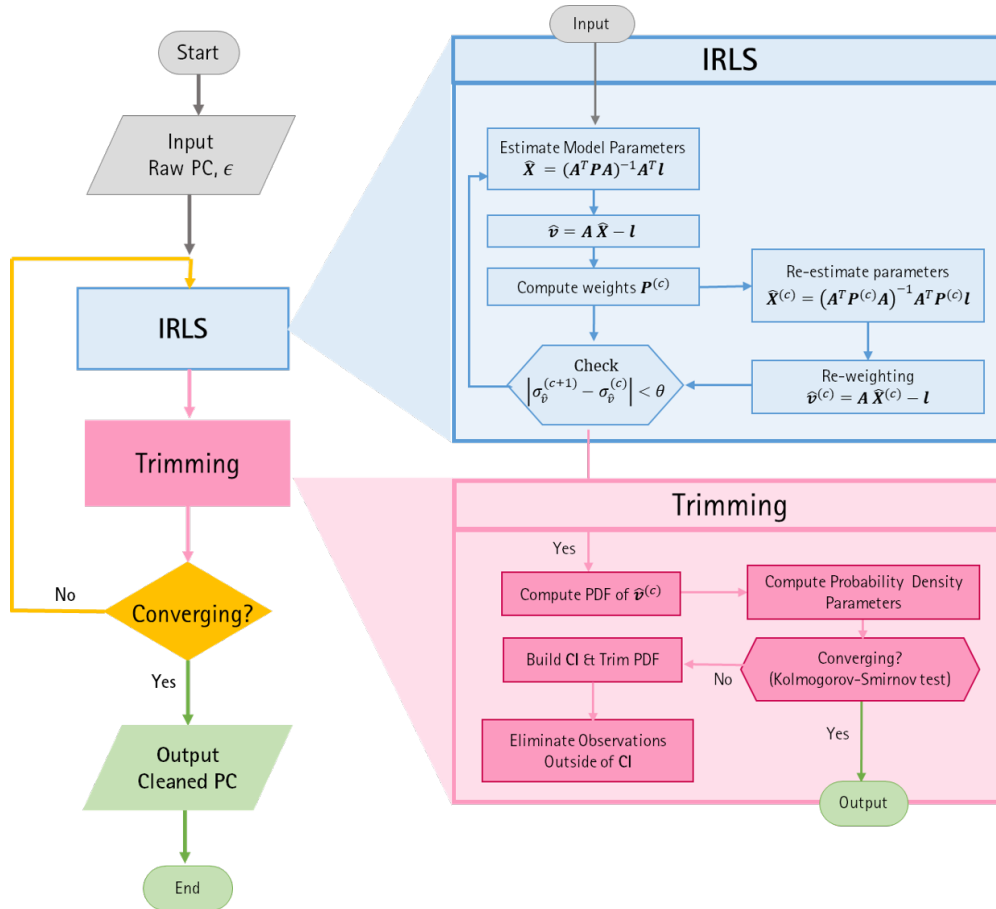 Start
Input
Raw PC, ϵ
IRLS
Trimming
Converging?
No
Yes
Output
Cleaned PC
End
Input
IRLS
Estimate Model Parameters
X̂ = (AᵀPA)⁻¹Aᵀl
v̂ = A X̂ − l
Compute weights P⁽ᶜ⁾
Re-estimate parameters
X̂⁽ᶜ⁾ = (AᵀP⁽ᶜ⁾A)⁻¹AᵀP⁽ᶜ⁾l
Re-weighting
v̂⁽ᶜ⁾ = A X̂⁽ᶜ⁾ − l
Check
|σ_v̂⁽ᶜ⁺¹⁾ − σ_v̂⁽ᶜ⁾| < θ
Trimming
Yes
Compute PDF of v̂⁽ᶜ⁾
Compute Probability Density
Parameters
Converging?
(Kolmogorov-Smirnov test)
No
Build CI & Trim PDF
Eliminate Observations
Outside of CI
Yes
Output